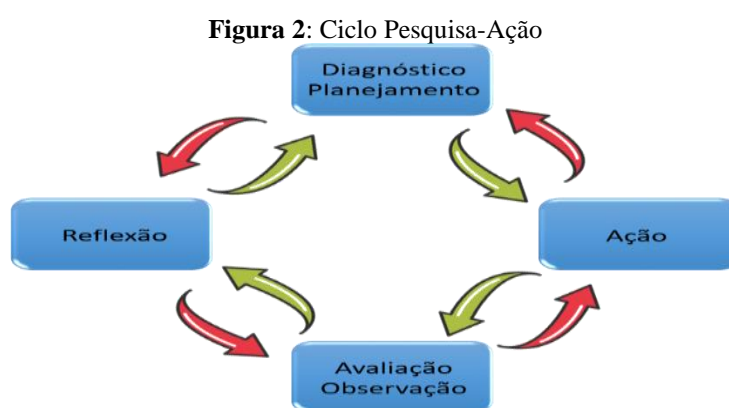 Figura 2: Ciclo Pesquisa-Ação
Diagnóstico
Planejamento
Reflexão
Ação
Avaliação
Observação